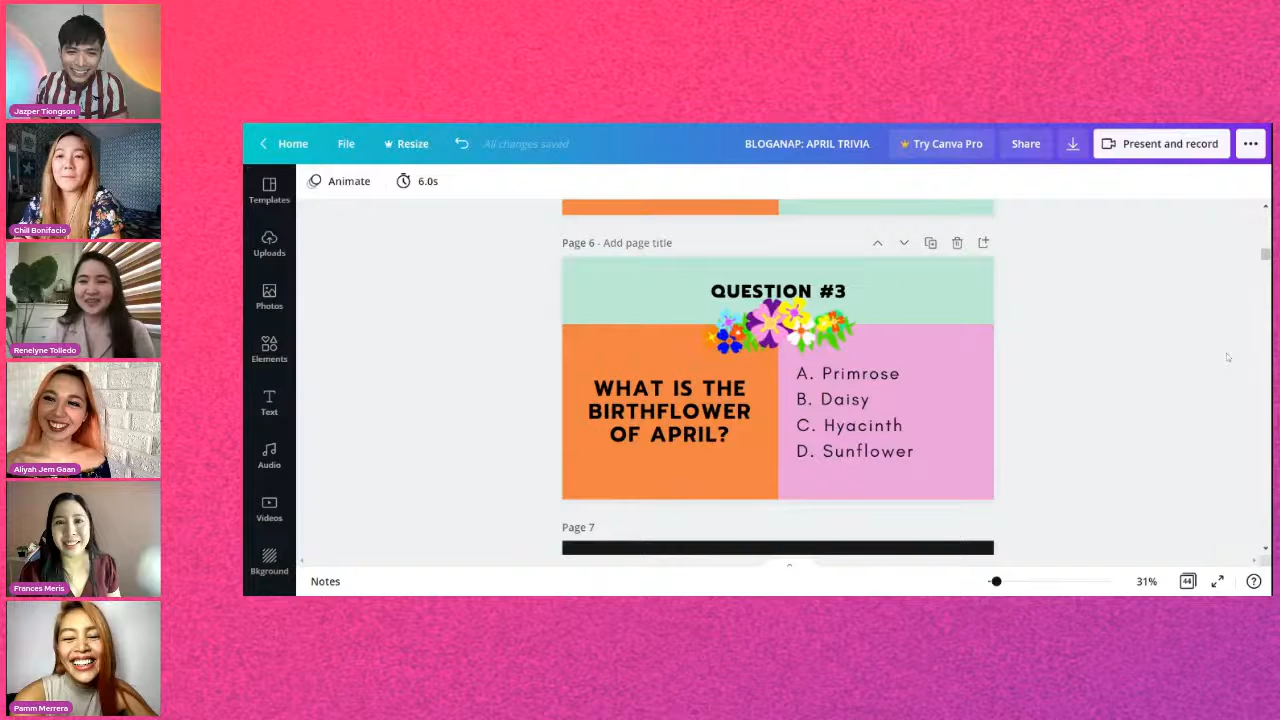 Jazper Tiongson
Chili Bonifacio
Renelyne Tolledo
Aliyah Jem Gaan
Frances Meris
Pamm Merrera
Home
File
Resize
All changes saved
BLOGANAP: APRIL TRIVIA
Try Canva Pro
Share
Present and record
Animate
6.0s
Templates
Uploads
Photos
Elements
Text
Audio
Videos
Bkground
Page 6 - Add page title
QUESTION #3
WHAT IS THE
BIRTHFLOWER
OF APRIL?
A. Primrose
B. Daisy
C. Hyacinth
D. Sunflower
Page 7
Notes
31%
44